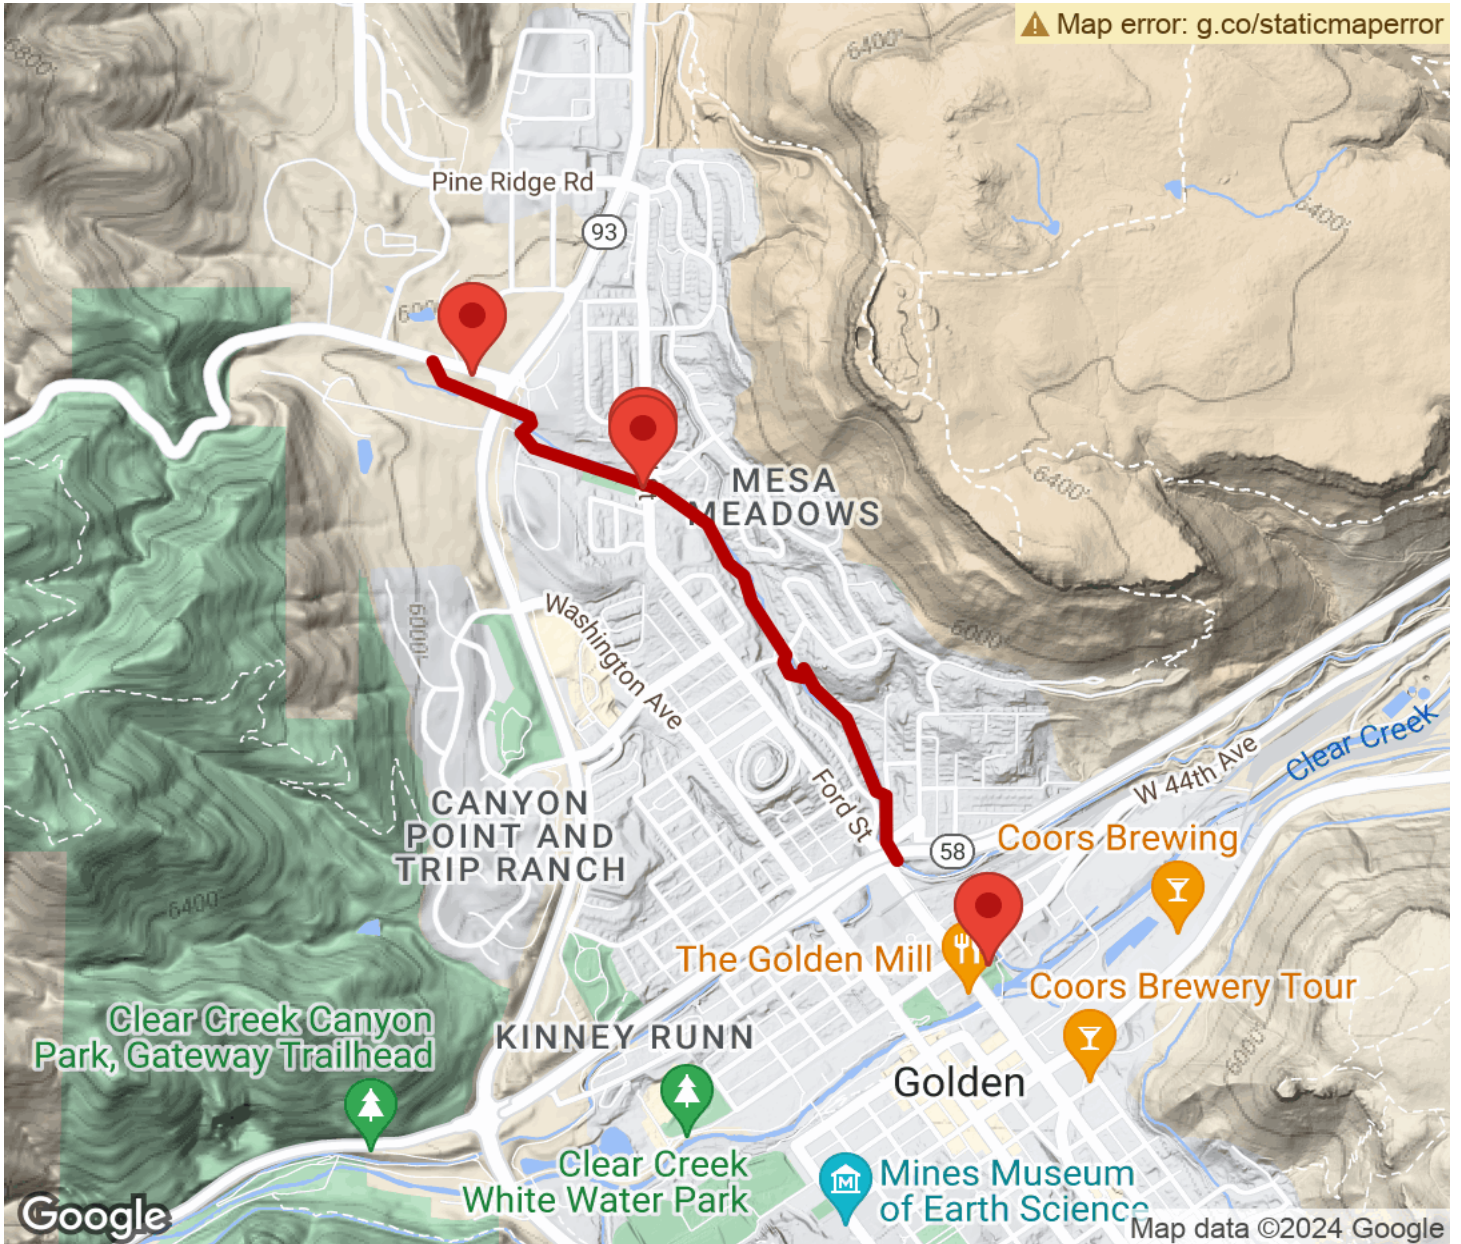 Map error: g.co/staticmaperror
6800'
6400'
Pine Ridge Rd
6400'
93
600
MESA
MEADOWS
6400'
6000'
6000'
Washington Ave
Clear Creek
W 44th Ave
CANYON
POINT AND
TRIP RANCH
Ford St
58
Coors Brewing
6400'
The Golden Mill
Coors Brewery Tour
Clear Creek Canyon
Park, Gateway Trailhead
KINNEY RUNN
6000'
Golden
Clear Creek
White Water Park
Mines Museum
of Earth Science
Google
Map data ©2024 Google